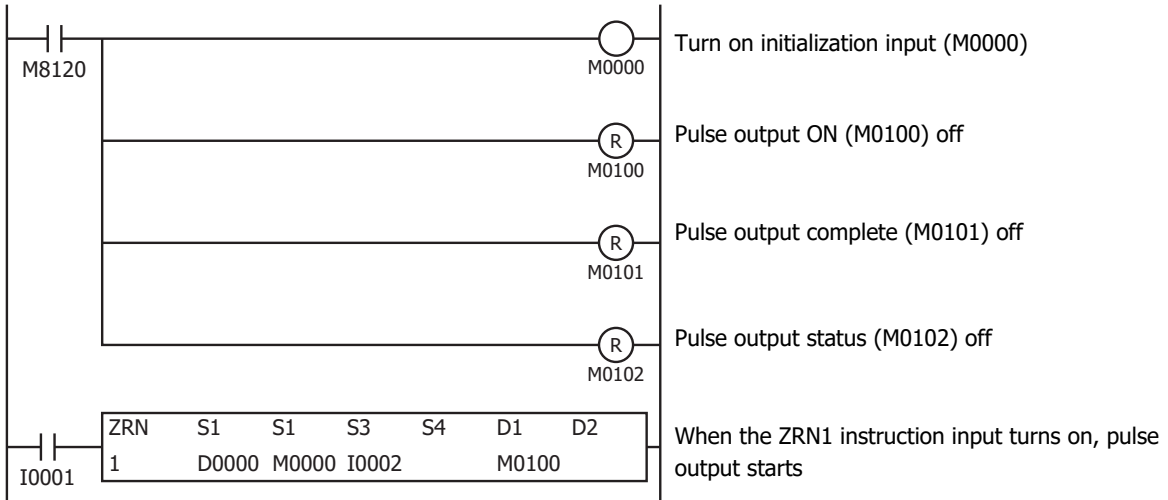 M8120
M0000
Turn on initialization input (M0000)
R
M0100
Pulse output ON (M0100) off
R
M0101
Pulse output complete (M0101) off
R
M0102
Pulse output status (M0102) off
I0001
ZRN S1 S1 S3 S4 D1 D2
1 D0000 M0000 I0002 M0100
When the ZRN1 instruction input turns on, pulse
output starts